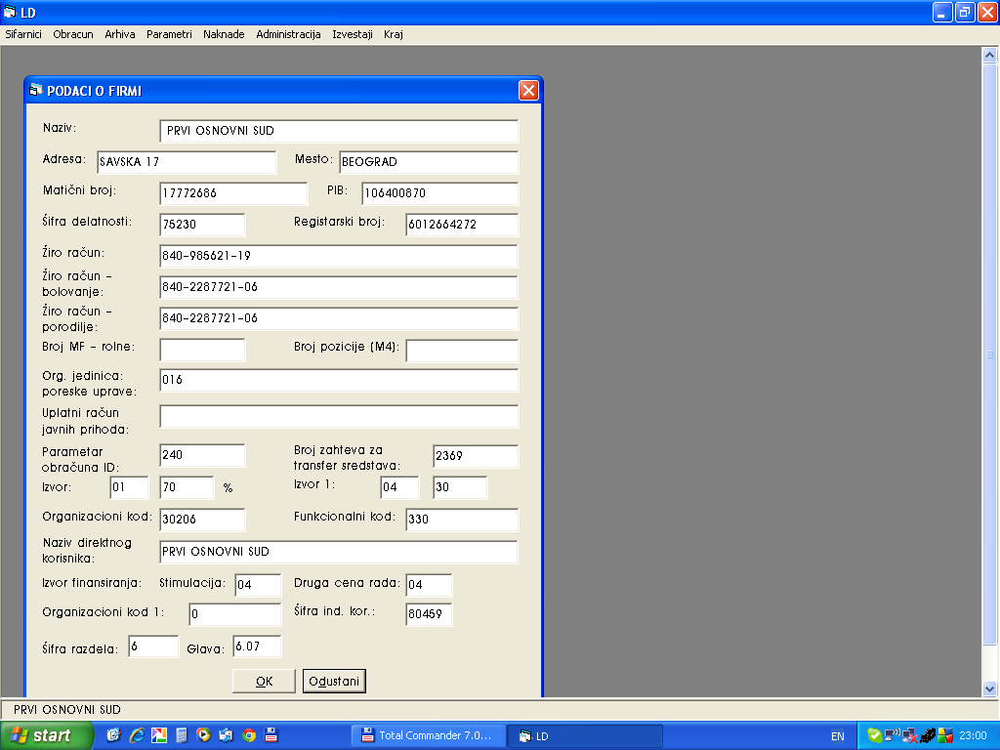 LD
Sifarnici Obracun Arhiva Parametri Naknade Administracija Izvestaji Kraj
PODACI O FIRMI
Naziv: PRVI OSNOVNI SUD
Adresa: SAVSKA 17 Mesto: BEOGRAD
Matični broj: 17772686 PIB: 106400870
Šifra delatnosti: 75230 Registarski broj: 6012664272
Žiro račun: 840-985621-19
Žiro račun -
bolovanje: 840-2287721-06
Žiro račun -
porodilje: 840-2287721-06
Broj MF - rolne: Broj pozicije (M4):
Org. jedinica:
poreske uprave: 016
Uplatni račun
javnih prihoda:
Parametar
obračuna ID: 240
Broj zahteva za
transfer sredstava: 2369
Izvor: 01 70 % Izvor 1: 04 30
Organizacioni kod: 30206 Funkcionalni kod: 330
Naziv direktnog
korisnika: PRVI OSNOVNI SUD
Izvor finansiranja: Stimulacija: 04 Druga cena rada: 04
Organizacioni kod 1: 0 Šifra ind. kor.: 80459
Šifra razdela: 6 Glava: 6.07
OK Odustani
PRVI OSNOVNI SUD
start Total Commander 7.0... LD EN 23:00